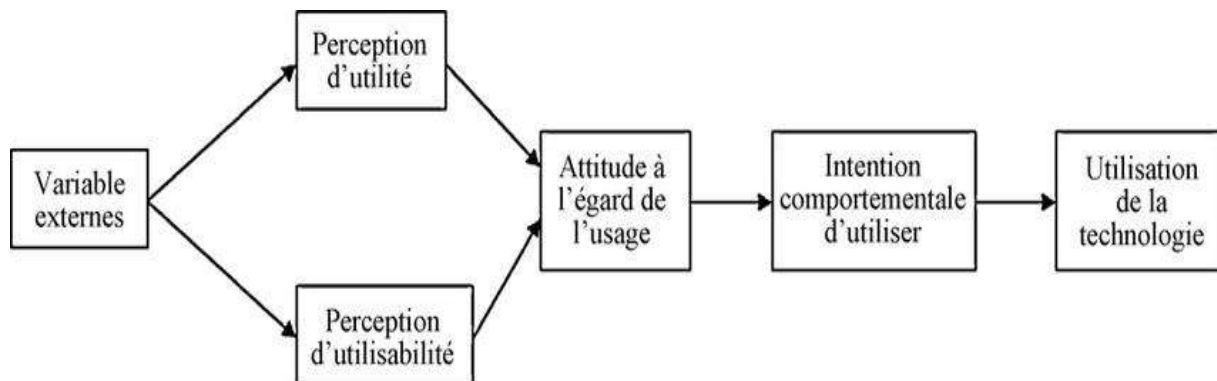 Perception
d’utilité
Variable
externes
Attitude à
l’égard de
l’usage
Intention
comportementale
d’utiliser
Utilisation
de la
technologie
Perception
d’utilisabilité